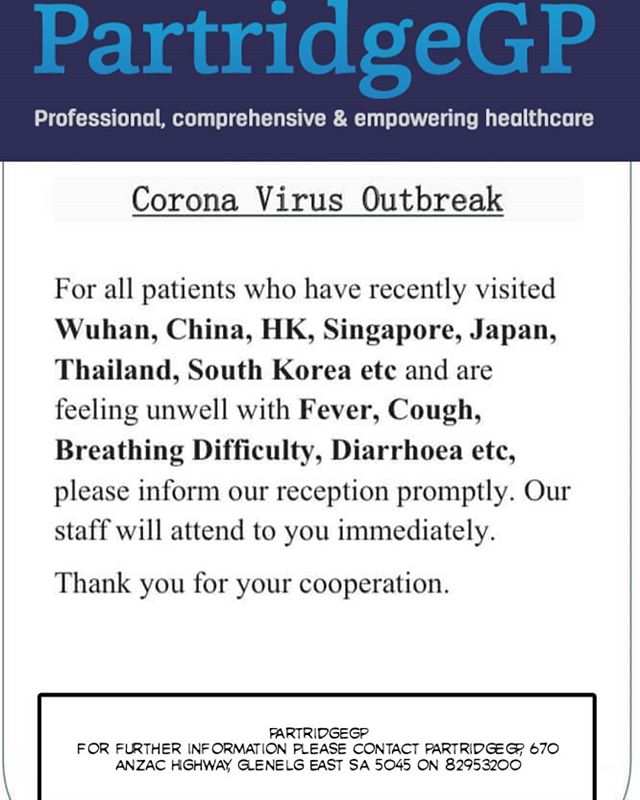 PartridgeGP
Professional, comprehensive & empowering healthcare
Corona Virus Outbreak
For all patients who have recently visited
Wuhan, China, HK, Singapore, Japan,
Thailand, South Korea etc and are
feeling unwell with Fever, Cough,
Breathing Difficulty, Diarrhoea etc,
please inform our reception promptly. Our
staff will attend to you immediately.
Thank you for your cooperation.
PARTRIDGEGP
FOR FURTHER INFORMATION PLEASE CONTACT PARTRIDGEGP, 670
ANZAC HIGHWAY, GLENELG EAST SA 5045 ON 82953200